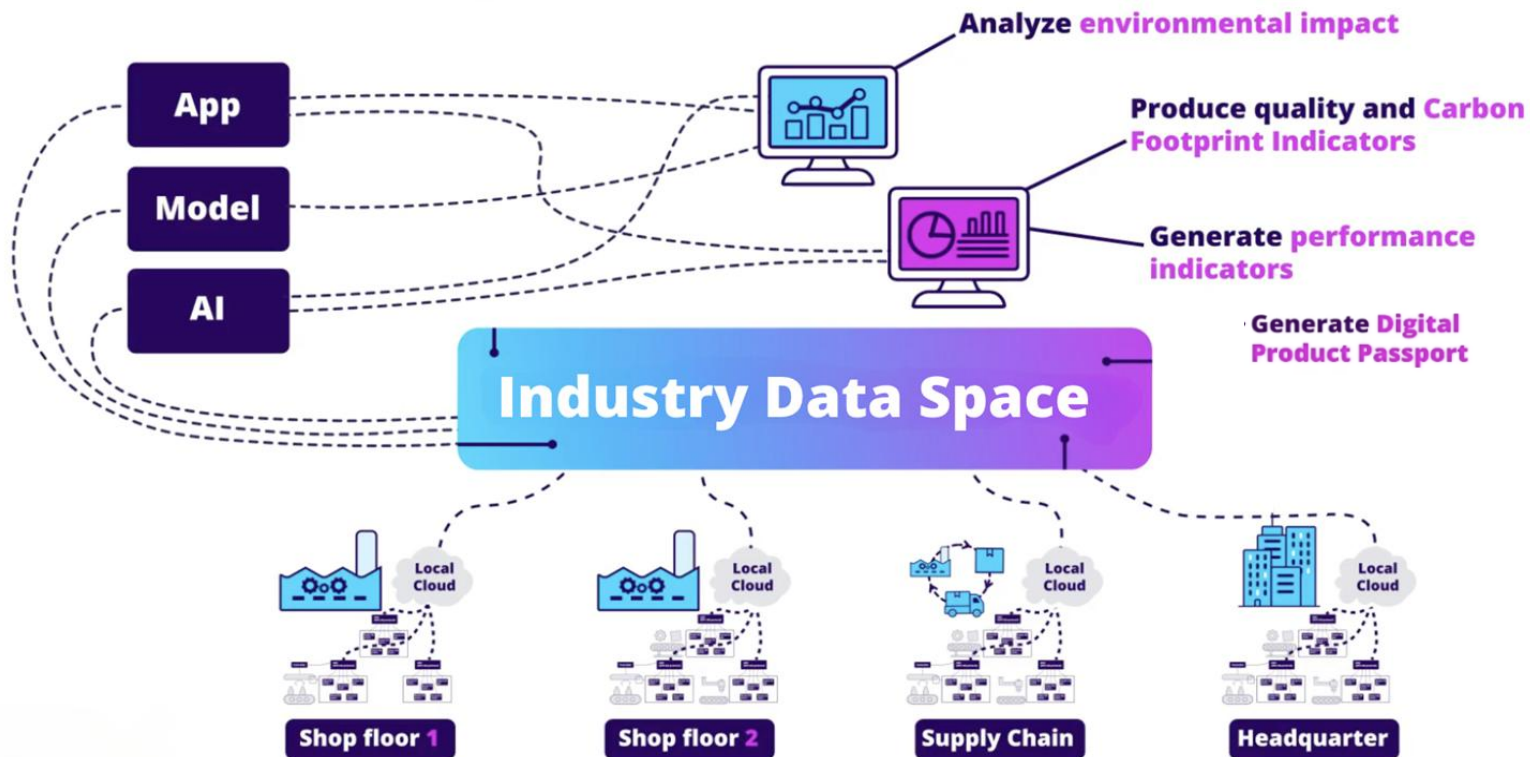 Analyze environmental impact
App
Produce quality and Carbon
Footprint Indicators
Model
Generate performance
indicators
AI
Generate Digital
Product Passport
Industry Data Space
Local
Cloud
Local
Cloud
Local
Cloud
Local
Cloud
Shop floor 1
Shop floor 2
Supply Chain
Headquarter